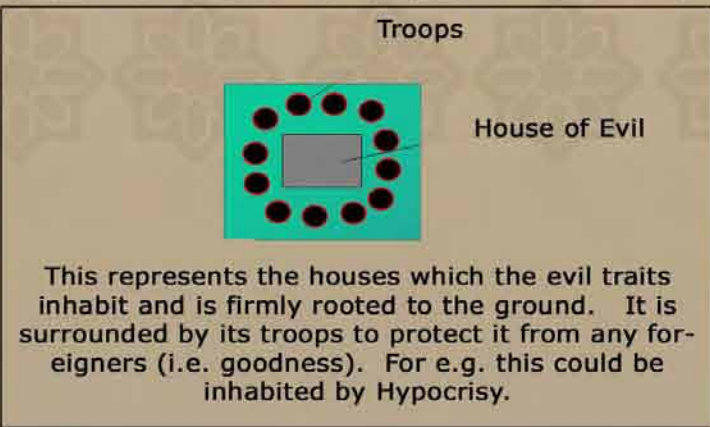 Troops
House of Evil
This represents the houses which the evil traits
inhabit and is firmly rooted to the ground. It is
surrounded by its troops to protect it from any for-
eigners (i.e. goodness). For e.g. this could be
inhabited by Hypocrisy.